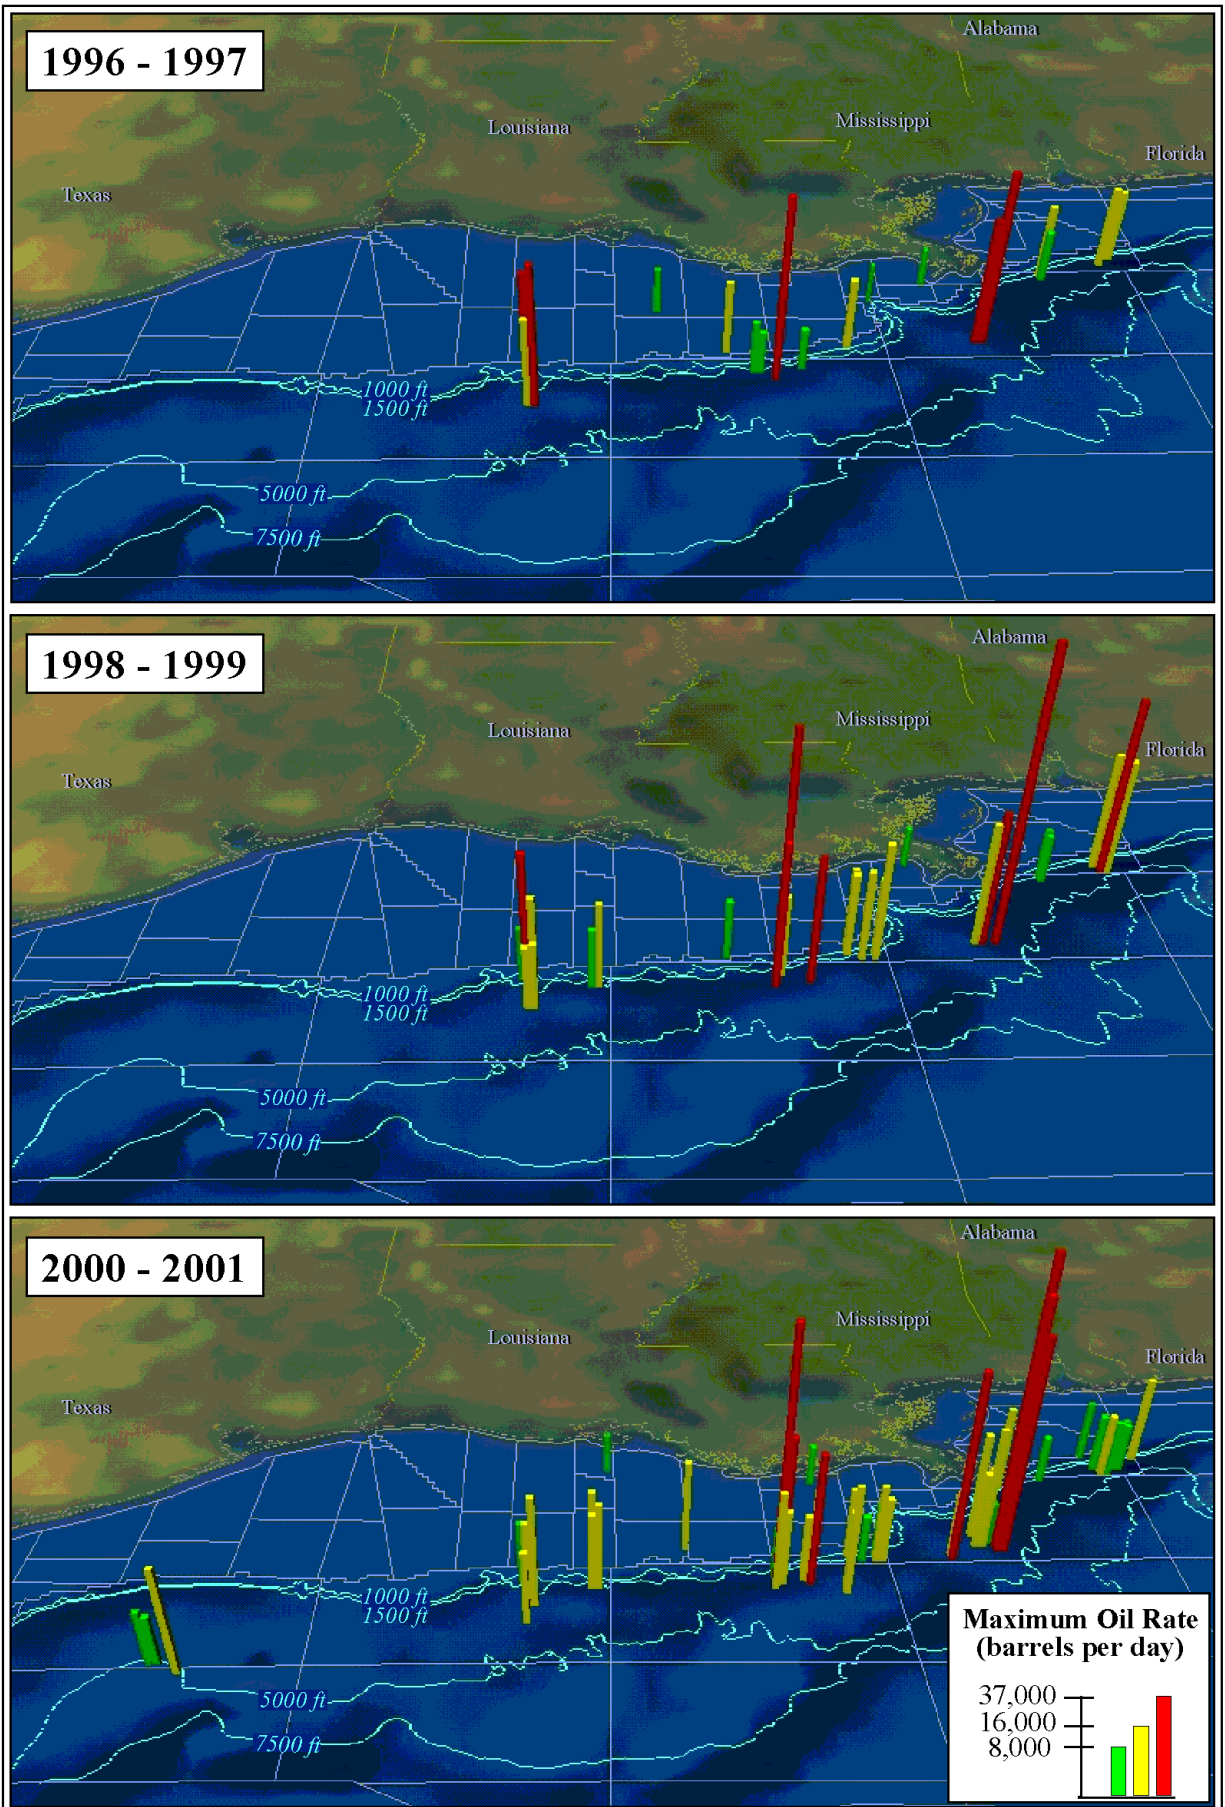 1996 - 1997
Alabama
Louisiana
Mississippi
Florida
Texas
1000 ft
1500 ft
5000 ft
7500 ft
1998 - 1999
Alabama
Louisiana
Mississippi
Florida
Texas
1000 ft
1500 ft
5000 ft
7500 ft
2000 - 2001
Alabama
Louisiana
Mississippi
Florida
Texas
1000 ft
1500 ft
5000 ft
7500 ft
Maximum Oil Rate
(barrels per day)
37,000
16,000
8,000